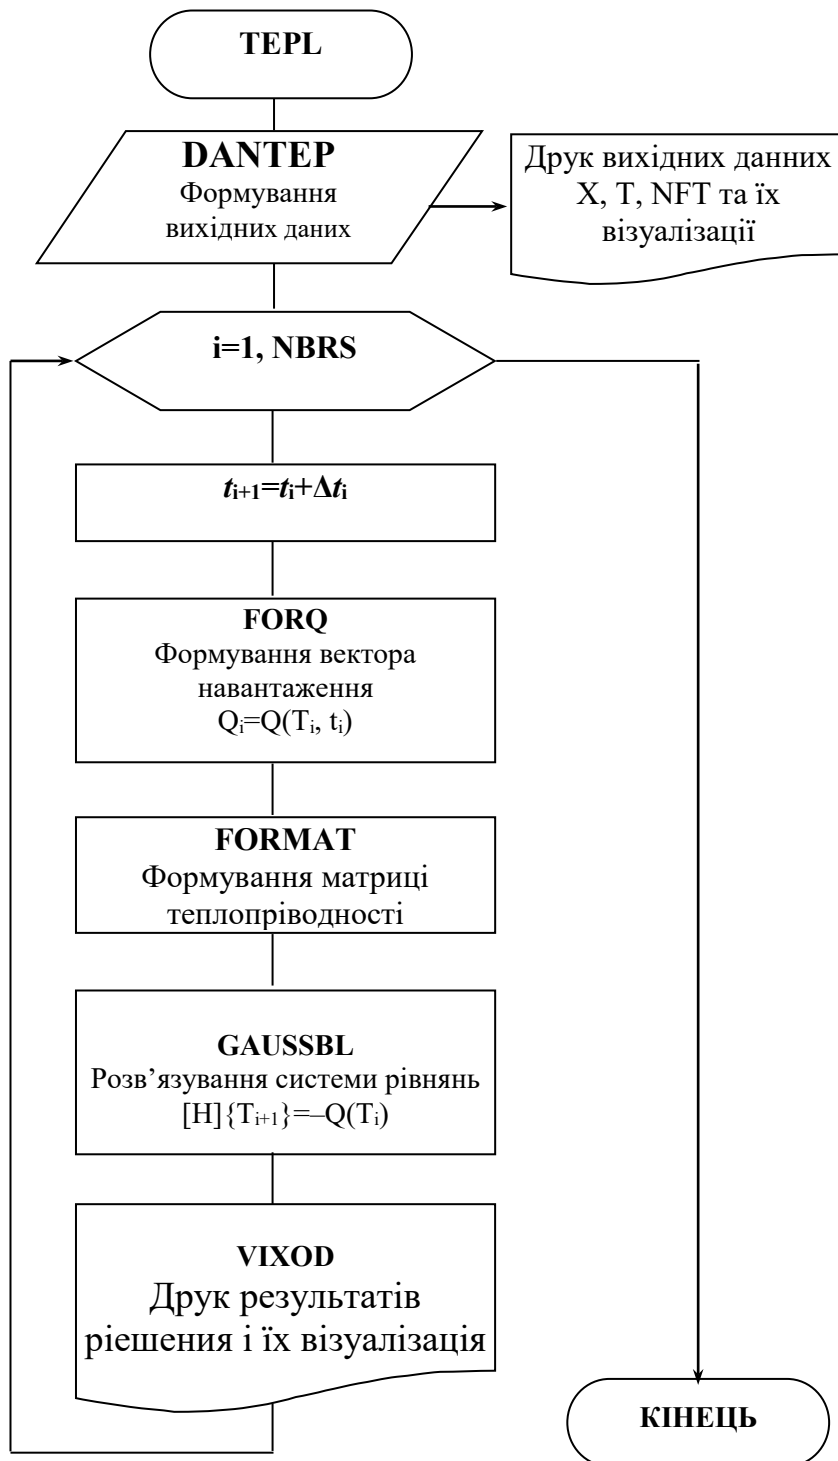 TEPL
DANTEP
Формування
вихідних даних
Друк вихідних данних
X, T, NFT та їх
візуалізації
i=1, NBRS
tᵢ₊₁=tᵢ+Δtᵢ
FORQ
Формування вектора
навантаження
Qᵢ=Q(Tᵢ, tᵢ)
FORMAT
Формування матриці
теплопріводності
GAUSSBL
Розв’язування системи рівнянь
[H]{Tᵢ₊₁}=–Q(Tᵢ)
VIXOD
Друк результатів
ріешения і їх візуалізація
КІНЕЦЬ